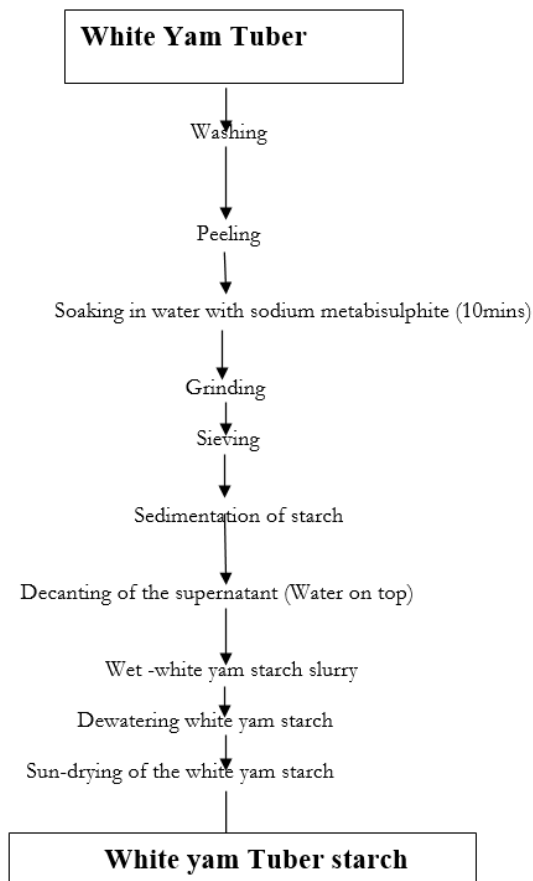 White Yam Tuber
Washing
Peeling
Soaking in water with sodium metabisulphite (10mins)
Grinding
Sieving
Sedimentation of starch
Decanting of the supernatant (Water on top)
Wet -white yam starch slurry
Dewatering white yam starch
Sun-drying of the white yam starch
White yam Tuber starch